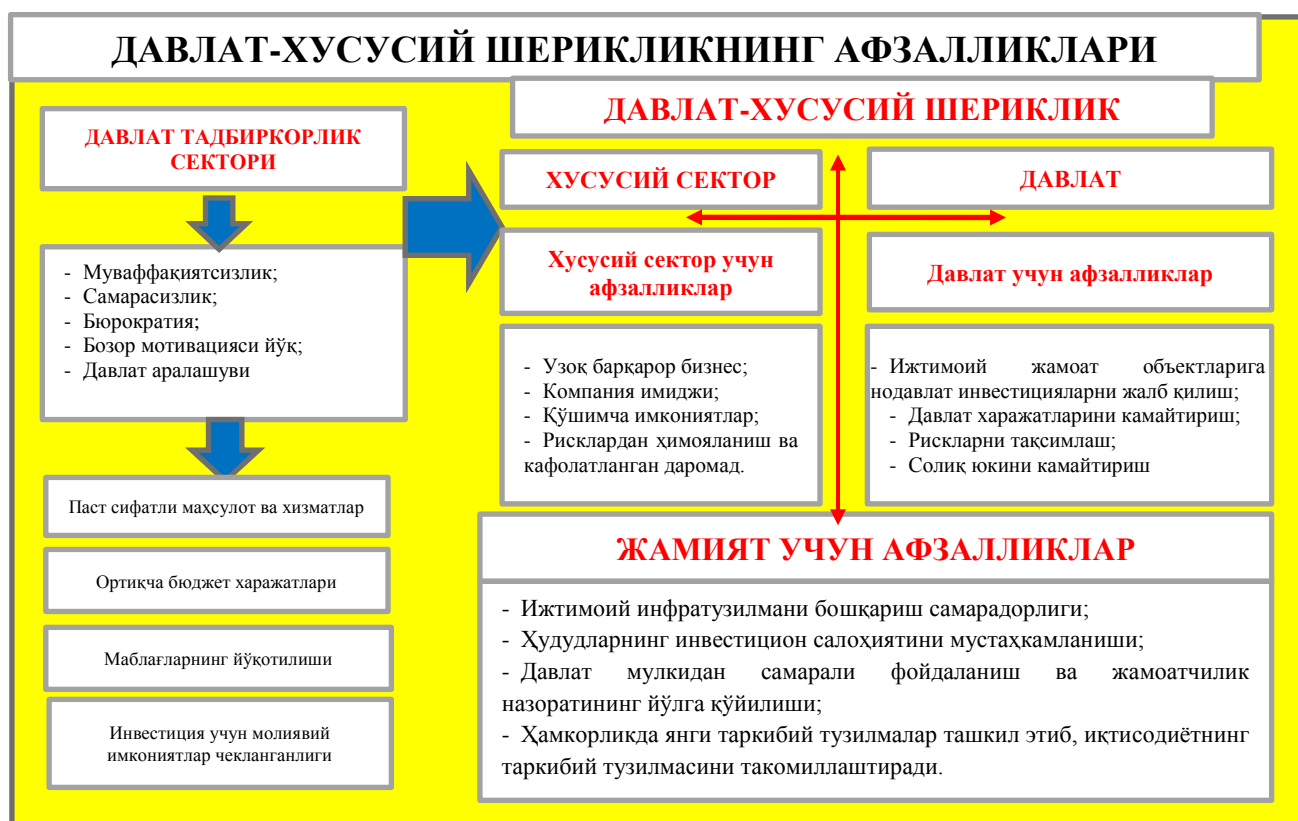 ДАВЛАТ-ХУСУСИЙ ШЕРИКЛИКНИНГ АФЗАЛЛИКЛАРИ
ДАВЛАТ ТАДБИРКОРЛИК
СЕКТОРИ
- Муваффақиятсизлик;
- Самарасизлик;
- Бюрократия;
- Бозор мотивацияси йўқ;
- Давлат аралашуви
Паст сифатли маҳсулот ва хизматлар
Ортиқча бюджет харажатлари
Маблағларнинг йўқотилиши
Инвестиция учун молиявий
имкониятлар чекланганлиги
ДАВЛАТ-ХУСУСИЙ ШЕРИКЛИК
ХУСУСИЙ СЕКТОР
Хусусий сектор учун
афзалликлар
- Узоқ барқарор бизнес;
- Компания имиджи;
- Қўшимча имкониятлар;
- Рисклардан ҳимояланиш ва
кафолатланган даромад.
ДАВЛАТ
Давлат учун афзалликлар
- Ижтимоий жамоат объектларига
нодавлат инвестицияларни жалб қилиш;
- Давлат харажатларини камайтириш;
- Рискларни тақсимлаш;
- Солиқ юкини камайтириш
ЖАМИЯТ УЧУН АФЗАЛЛИКЛАР
- Ижтимоий инфратузилмани бошқариш самарадорлиги;
- Ҳудудларнинг инвестицион салоҳиятини мустаҳкамланиши;
- Давлат мулкидан самарали фойдаланиш ва жамоатчилик
назоратининг йўлга қўйилиши;
- Ҳамкорликда янги таркибий тузилмалар ташкил этиб, иқтисодиётнинг
таркибий тузилмасини такомиллаштиради.